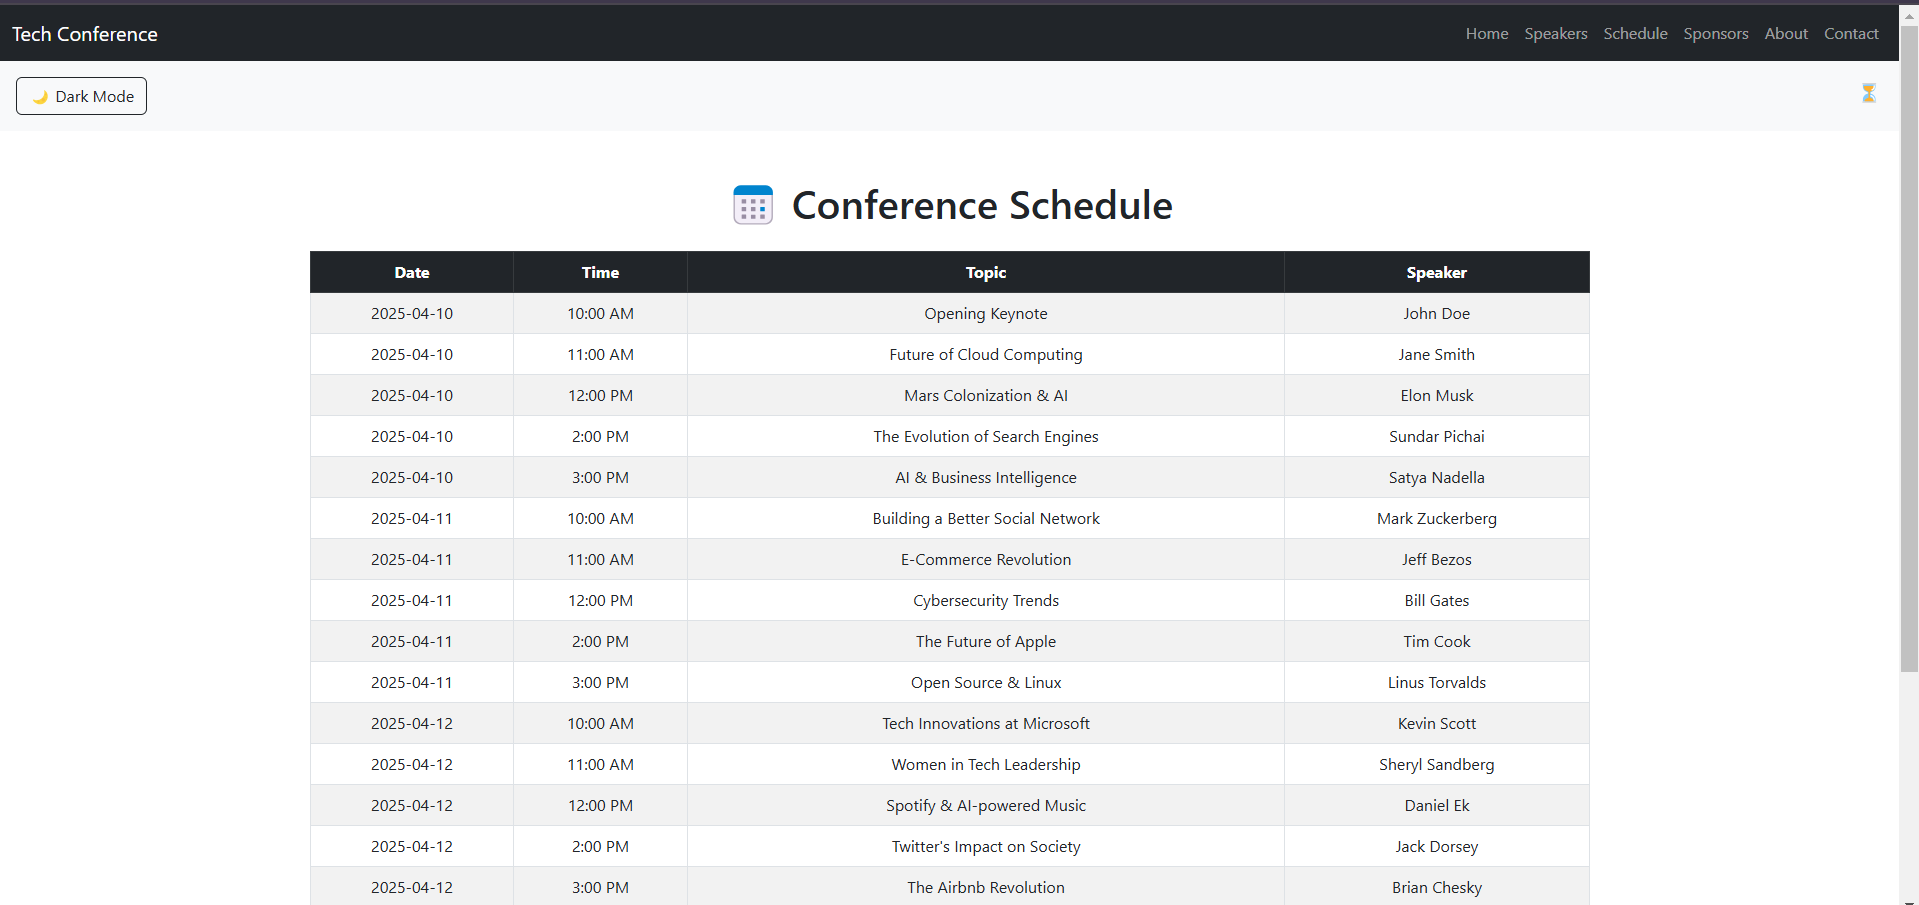 Tech Conference Home Speakers Schedule Sponsors About Contact
🌙 Dark Mode ⏳
Conference Schedule
Date Time Topic Speaker
2025-04-10 10:00 AM Opening Keynote John Doe
2025-04-10 11:00 AM Future of Cloud Computing Jane Smith
2025-04-10 12:00 PM Mars Colonization & AI Elon Musk
2025-04-10 2:00 PM The Evolution of Search Engines Sundar Pichai
2025-04-10 3:00 PM AI & Business Intelligence Satya Nadella
2025-04-11 10:00 AM Building a Better Social Network Mark Zuckerberg
2025-04-11 11:00 AM E-Commerce Revolution Jeff Bezos
2025-04-11 12:00 PM Cybersecurity Trends Bill Gates
2025-04-11 2:00 PM The Future of Apple Tim Cook
2025-04-11 3:00 PM Open Source & Linux Linus Torvalds
2025-04-12 10:00 AM Tech Innovations at Microsoft Kevin Scott
2025-04-12 11:00 AM Women in Tech Leadership Sheryl Sandberg
2025-04-12 12:00 PM Spotify & AI-powered Music Daniel Ek
2025-04-12 2:00 PM Twitter's Impact on Society Jack Dorsey
2025-04-12 3:00 PM The Airbnb Revolution Brian Chesky